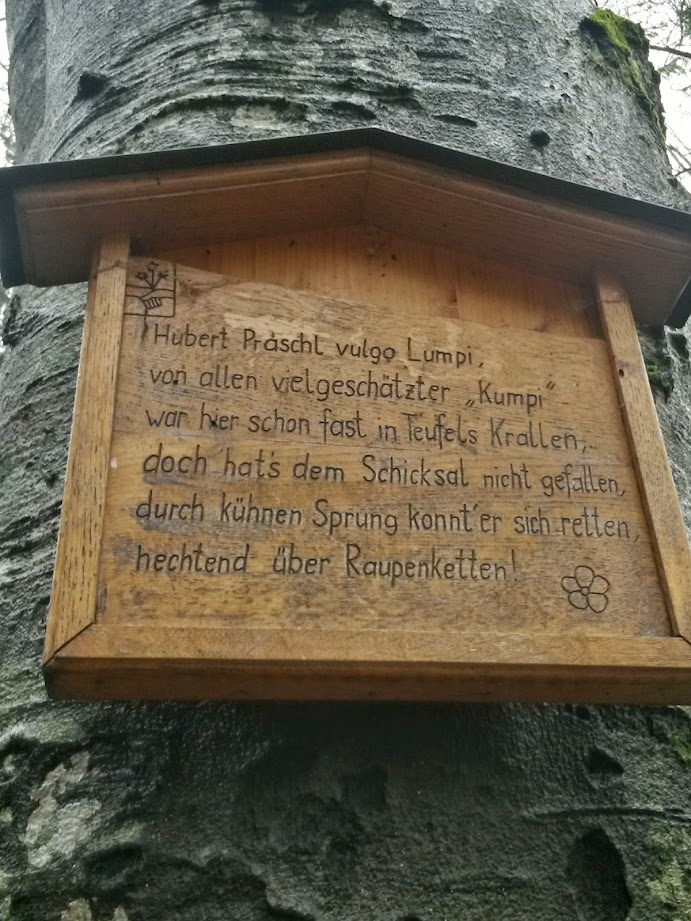 Hubert Präschl vulgo Lumpi,
von allen vielgeschätzter „Kumpi"
war hier schon fast in Teufels Krallen,
doch hat's dem Schicksal nicht gefallen,
durch kühnen Sprung konnt'er sich retten,
hechtend über Raupenketten!